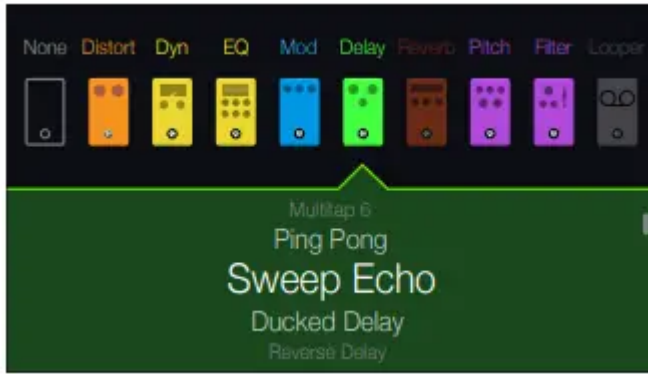 None Distort Dyn EQ Mod Delay Reverb Pitch Filter Looper
Multitap 6
Ping Pong
Sweep Echo
Ducked Delay
Reverse Delay